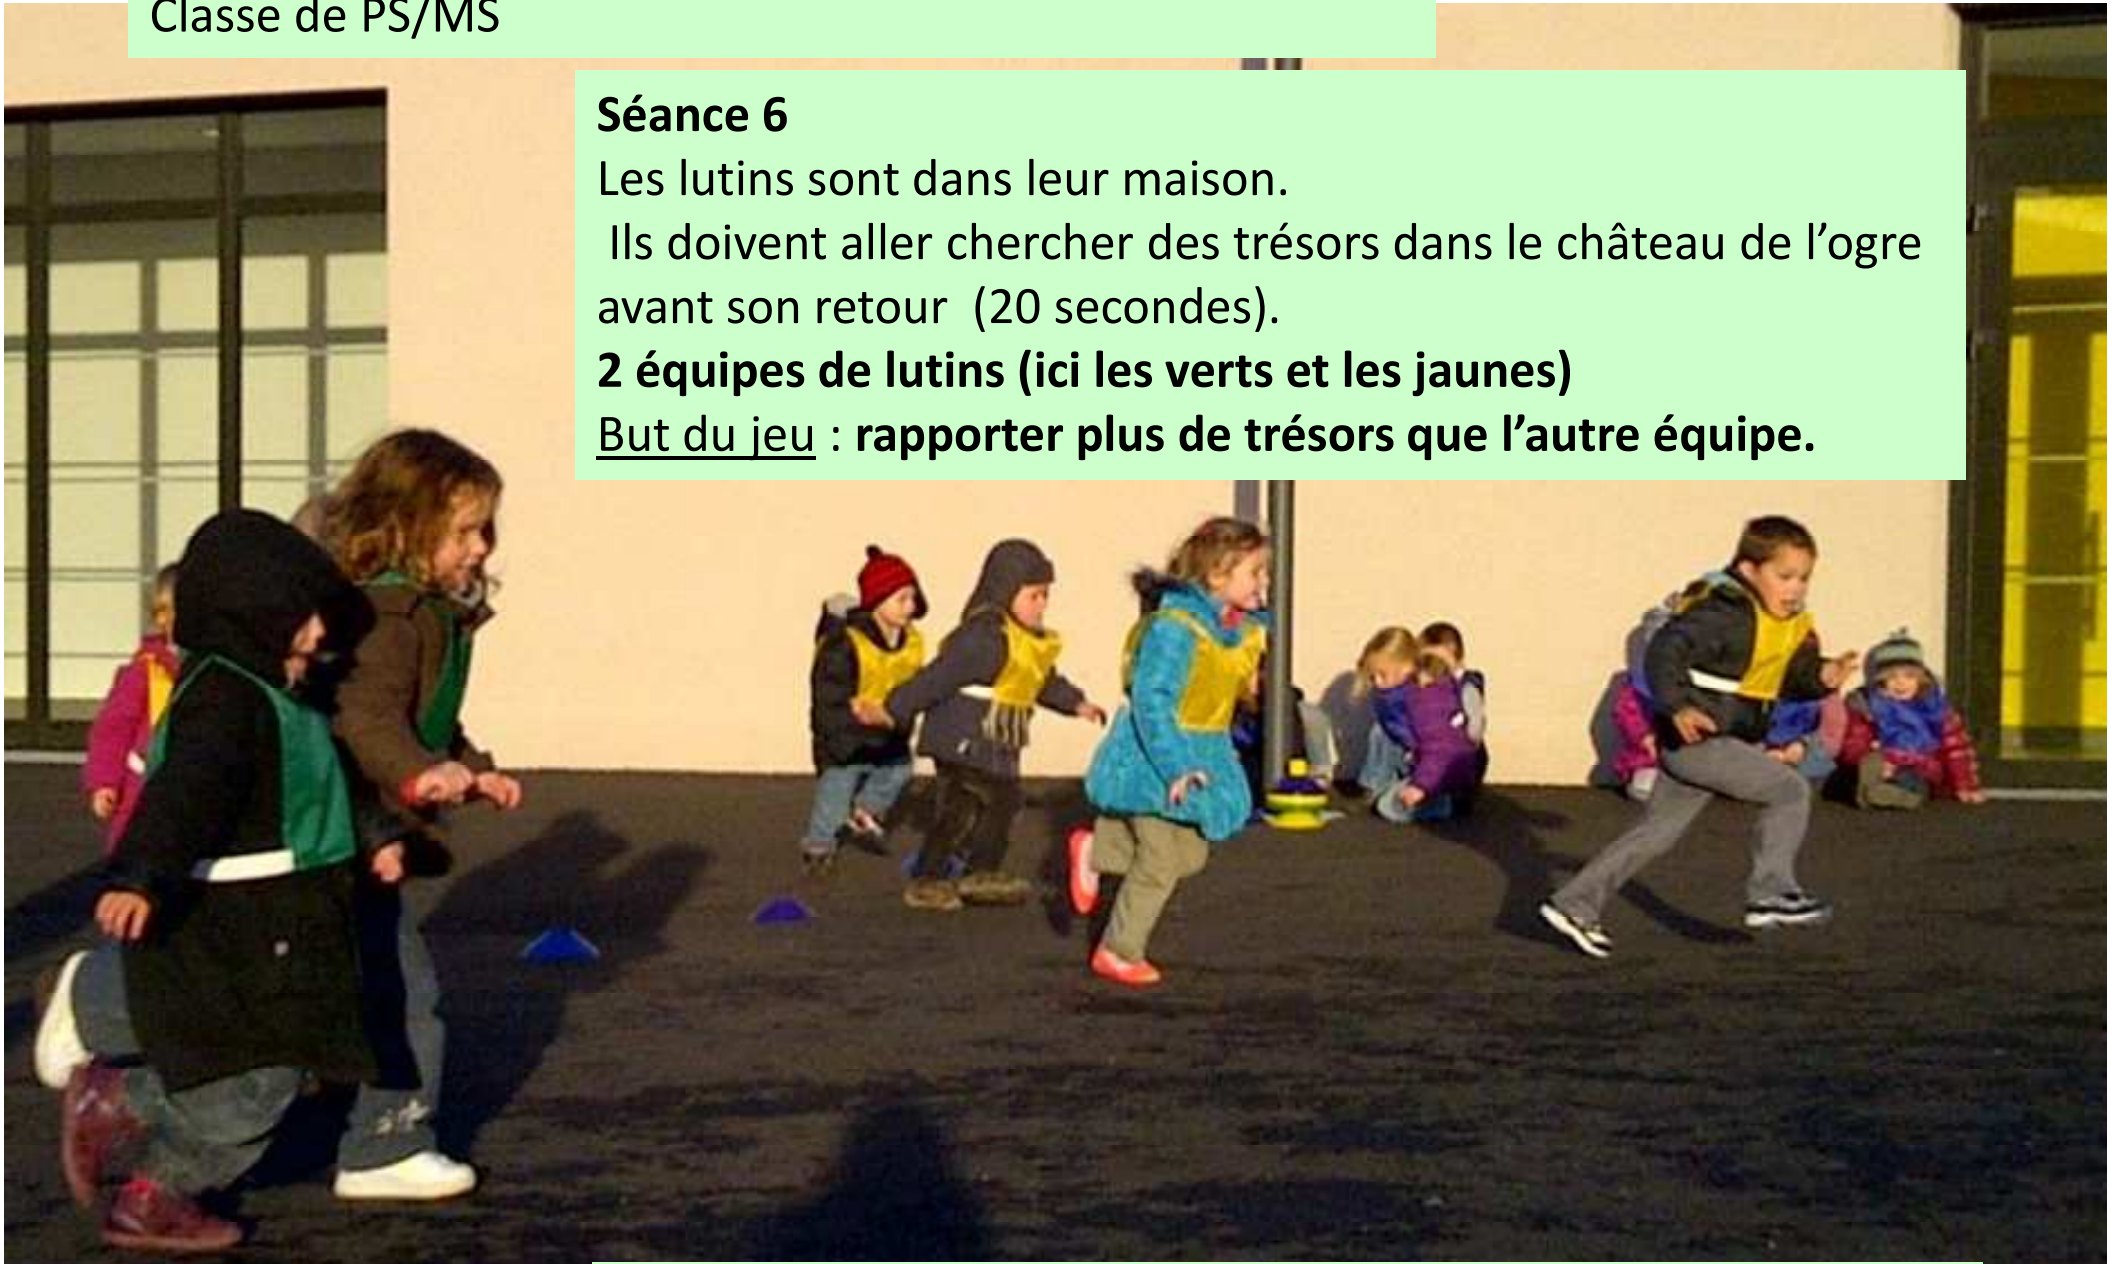 Classe de PS/MS
Séance 6
Les lutins sont dans leur maison.
Ils doivent aller chercher des trésors dans le château de l’ogre
avant son retour (20 secondes).
2 équipes de lutins (ici les verts et les jaunes)
But du jeu : rapporter plus de trésors que l’autre équipe.